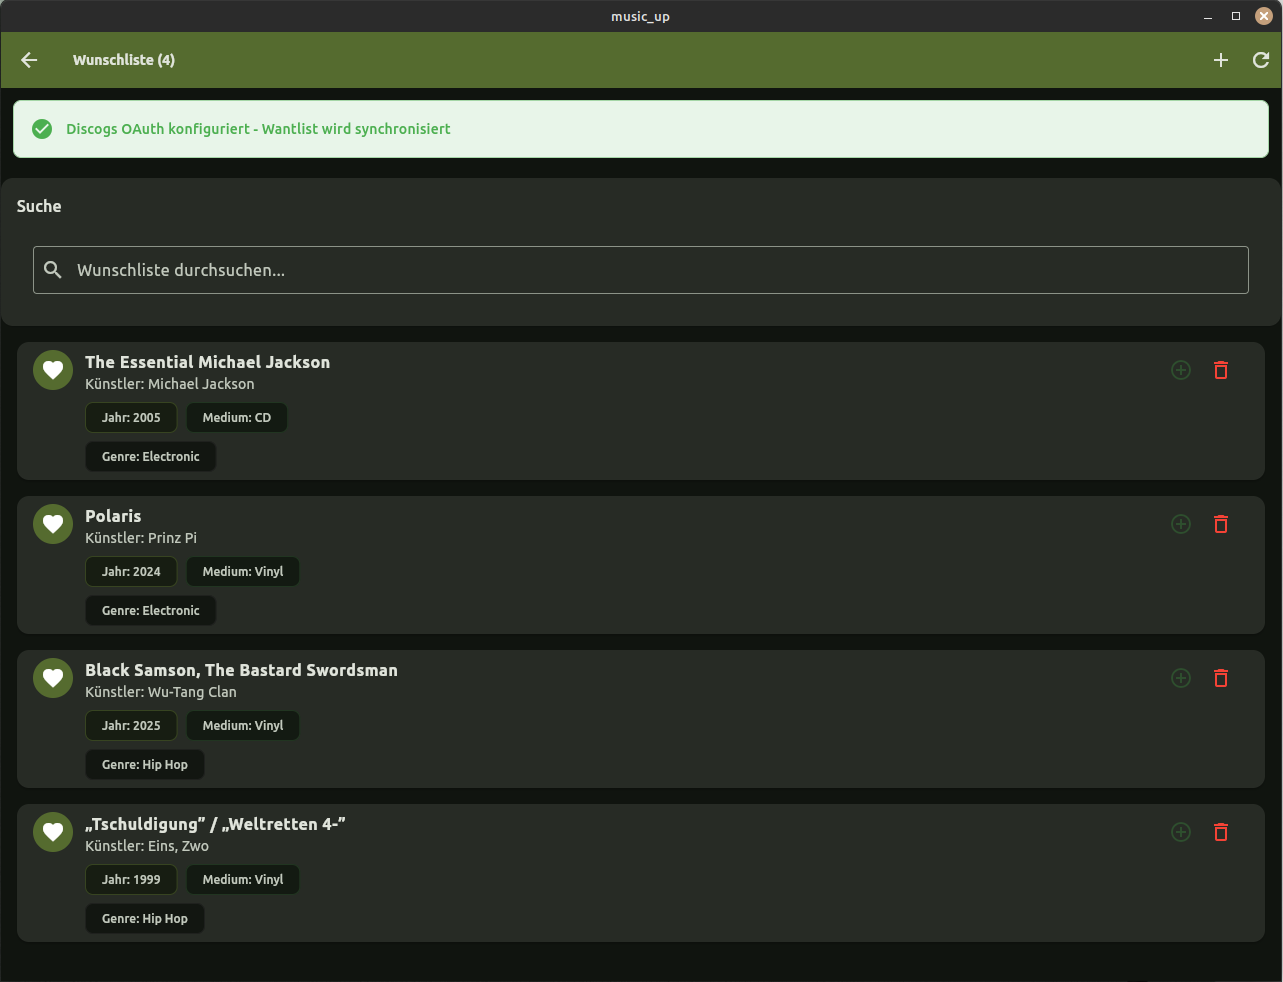 music_up
Wunschliste (4)
Discogs OAuth konfiguriert - Wantlist wird synchronisiert
Suche
Wunschliste durchsuchen...
The Essential Michael Jackson
Künstler: Michael Jackson
Jahr: 2005 Medium: CD
Genre: Electronic
Polaris
Künstler: Prinz Pi
Jahr: 2024 Medium: Vinyl
Genre: Electronic
Black Samson, The Bastard Swordsman
Künstler: Wu-Tang Clan
Jahr: 2025 Medium: Vinyl
Genre: Hip Hop
„Tschuldigung” / „Weltretten 4-”
Künstler: Eins, Zwo
Jahr: 1999 Medium: Vinyl
Genre: Hip Hop